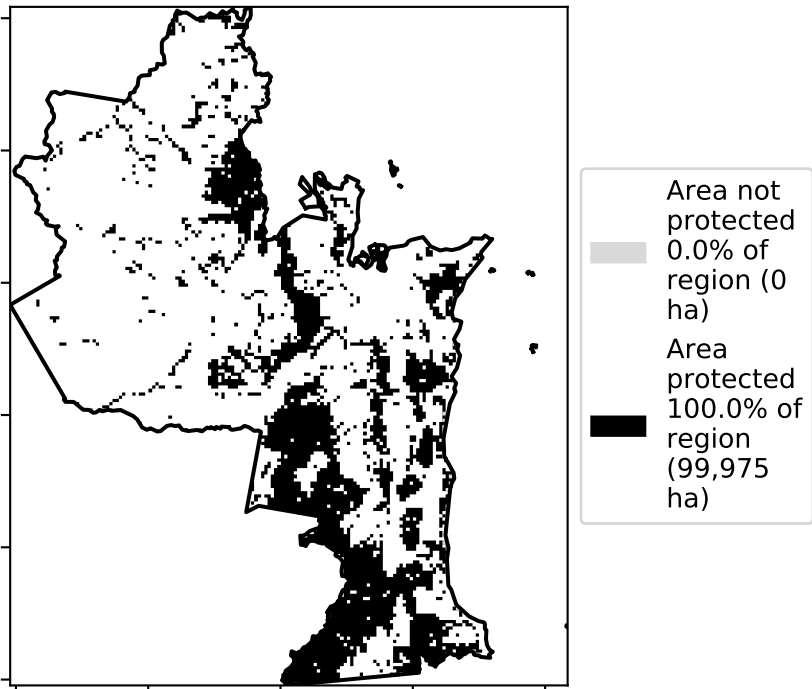 Area not
protected
0.0% of
region (0
ha)
Area
protected
100.0% of
region
(99,975
ha)